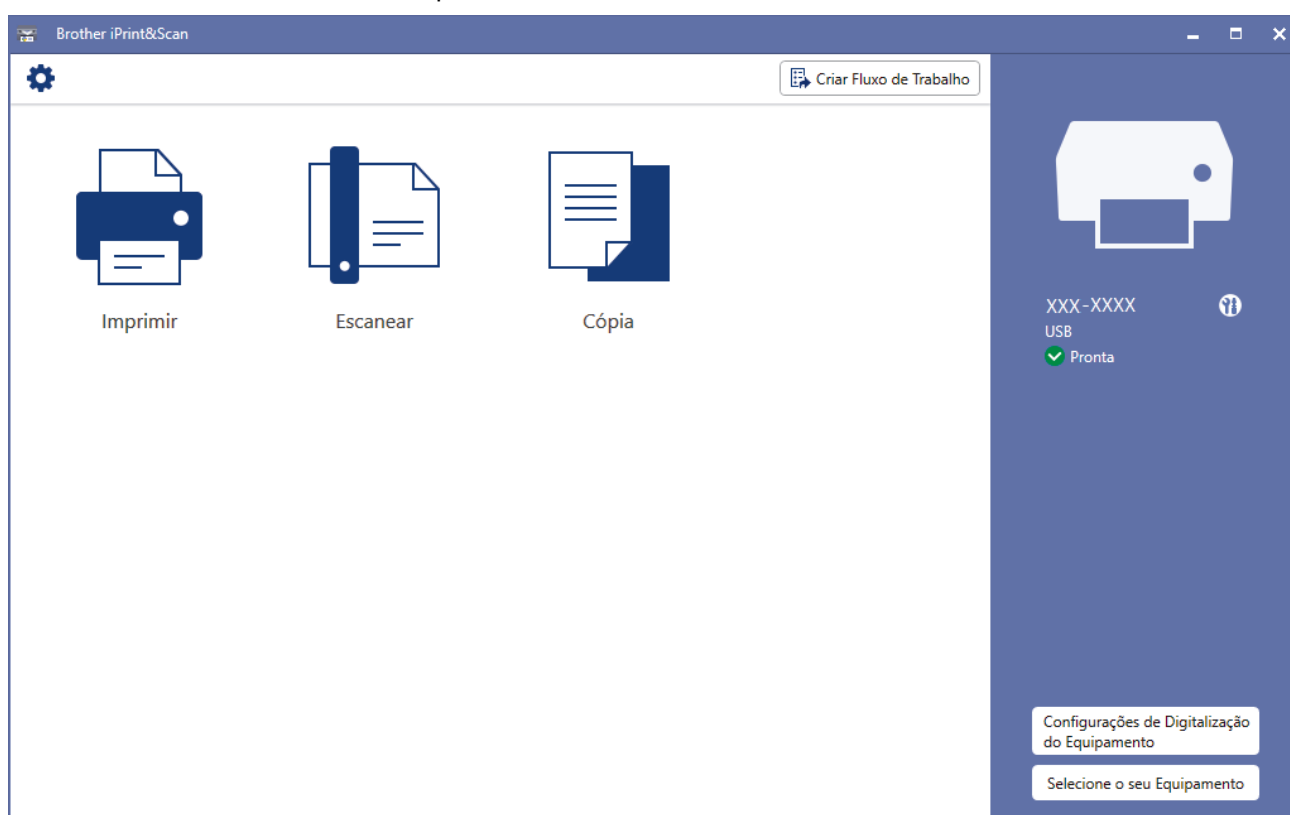 Brother iPrint&Scan
Criar Fluxo de Trabalho
Imprimir
Escanear
Cópia
XXX-XXXX
USB
Pronta
Configurações de Digitalização
do Equipamento
Selecione o seu Equipamento